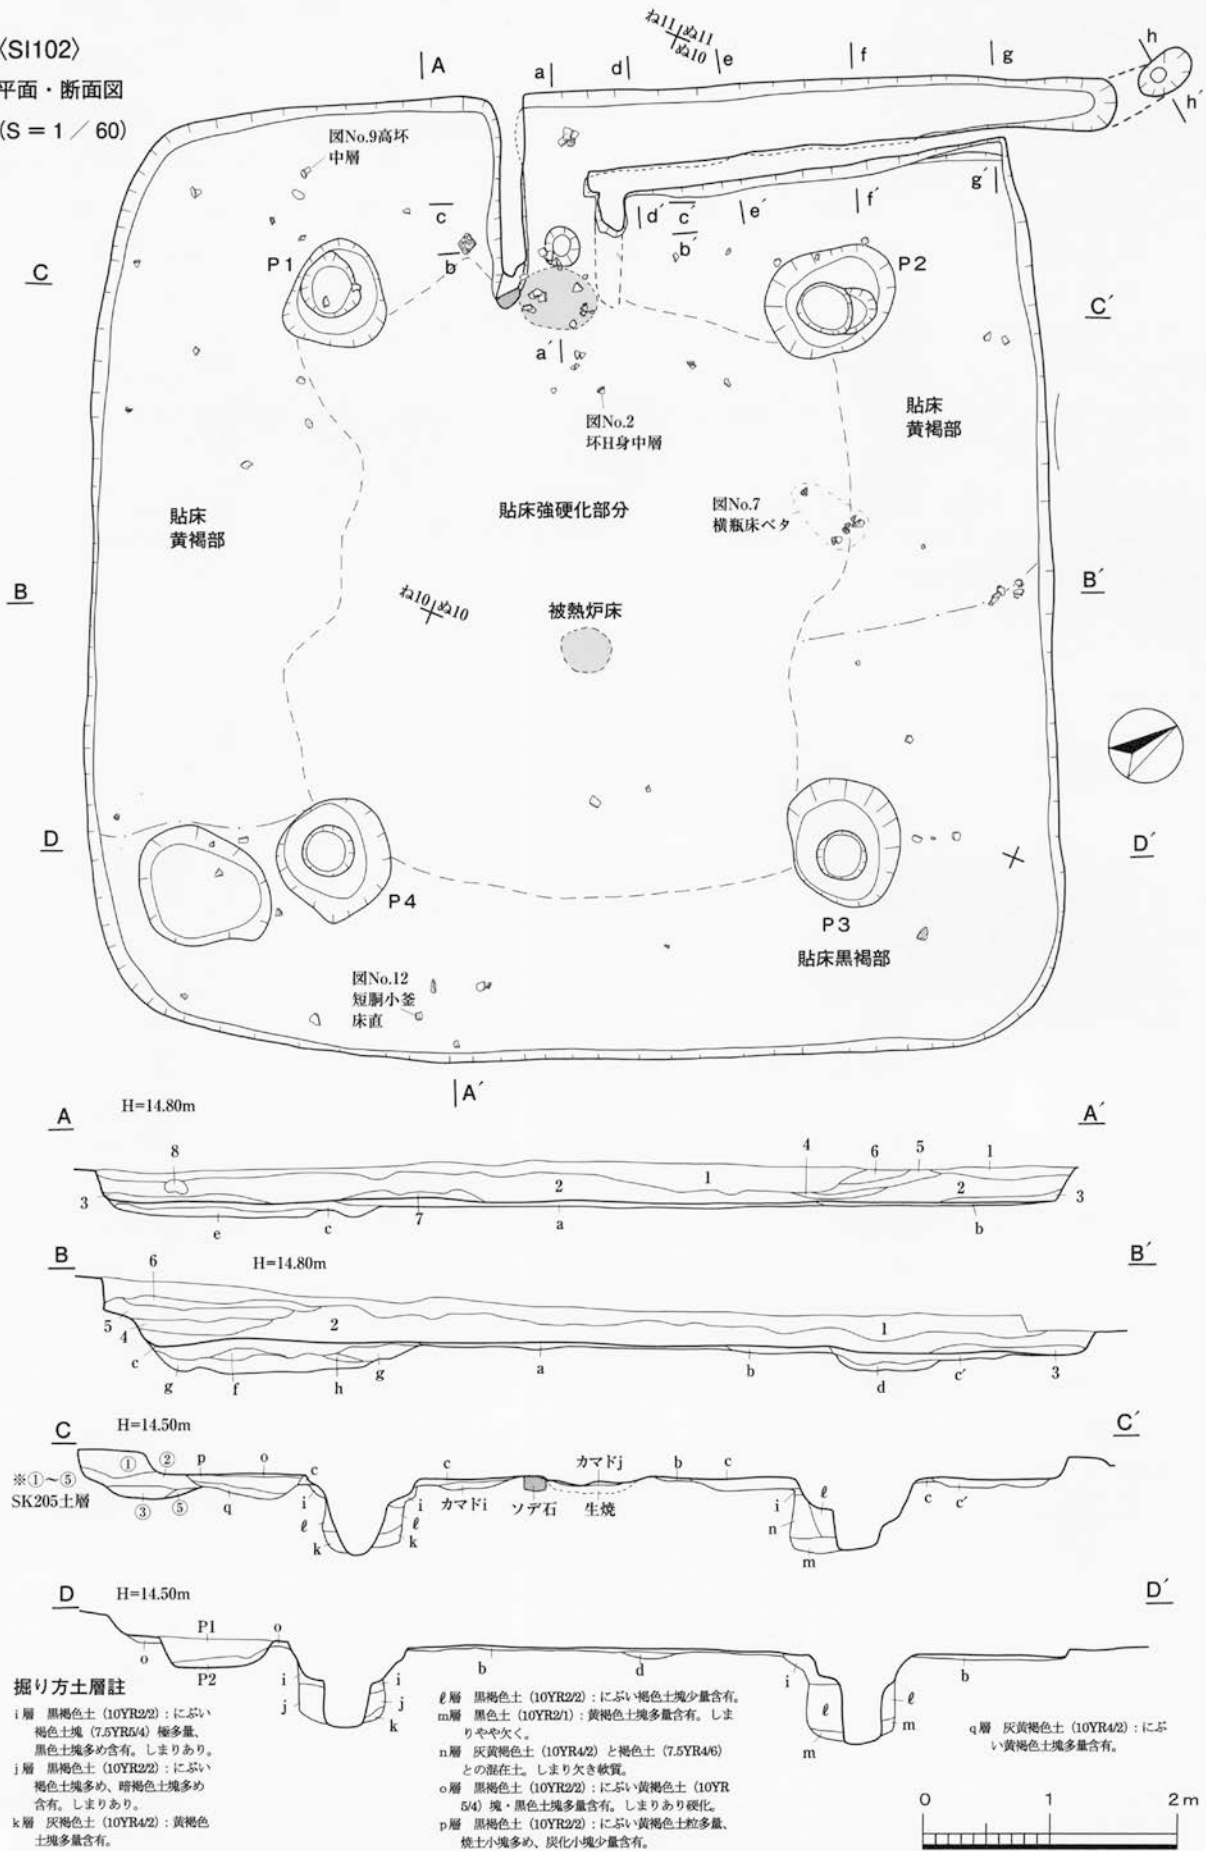 〈SI102〉
平面・断面図
(S = 1 / 60)
ね11 ぬ11
ぬ10
A
a
d
e
f
g
h
h´
図No.9高坏
中層
c
b
d´
c´
b´
e´
f´
g´
C
P1
P2
C´
a´
図No.2
坏H身中層
貼床
黄褐部
貼床
黄褐部
貼床強硬化部分
図No.7
横瓶床ベタ
B
B´
ね10 ぬ10
被熱炉床
D
D´
P4
P3
貼床黒褐部
図No.12
短胴小釜
床直
A´
A
H=14.80m
A´
8
4
6
5
1
3
2
1
2
3
e
c
7
a
b
B
H=14.80m
B´
6
5
4
2
1
c
g
f
h
g
a
b
d
c´
3
C
H=14.50m
C´
※①～⑤
SK205土層
①
②
p
o
c
c
カマドj
b
c
③
⑤
q
i
ℓ
k
i
ℓ
k
カマドi
ソデ石
生焼
i
n
ℓ
m
c
c´
D
H=14.50m
D´
P1
o
o
P2
i
j
i
j
k
b
d
i
ℓ
m
ℓ
m
b
掘り方土層註
i層 黒褐色土（10YR2/2）：にぶい
褐色土塊（7.5YR5/4）極多量、
黒色土塊多め含有。しまりあり。
j層 黒褐色土（10YR2/2）：にぶい
褐色土塊多め、暗褐色土塊多め
含有。しまりあり。
k層 灰褐色土（10YR4/2）：黄褐色
土塊多量含有。
ℓ層 黒褐色土（10YR2/2）：にぶい褐色土塊少量含有。
m層 黒色土（10YR2/1）：黄褐色土塊多量含有。しま
りやや欠く。
n層 灰黄褐色土（10YR4/2）と褐色土（7.5YR4/6）
との混在土。しまり欠き軟質。
o層 黒褐色土（10YR2/2）：にぶい黄褐色土（10YR
5/4）塊・黒色土塊多量含有。しまりあり硬化。
p層 黒褐色土（10YR2/2）：にぶい黄褐色土粒多量、
焼土小塊多め、炭化小塊少量含有。
q層 灰黄褐色土（10YR4/2）：にぶ
い黄褐色土塊多量含有。
0 1 2 m